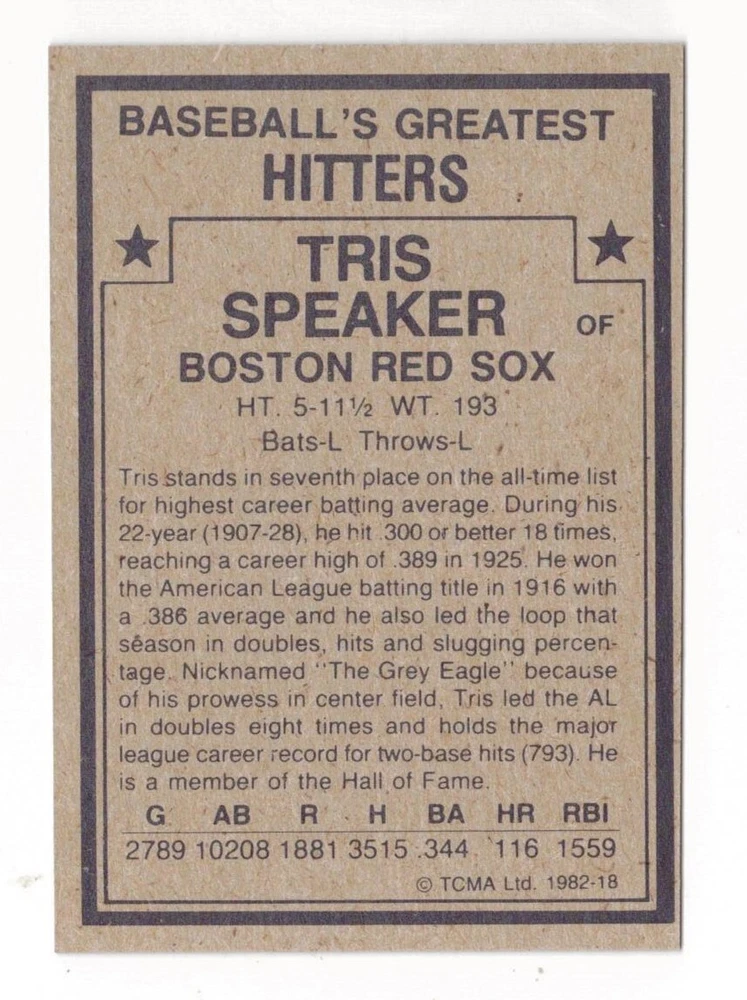 BASEBALL'S GREATEST
HITTERS
TRIS
SPEAKER OF
BOSTON RED SOX
HT. 5-11½ WT. 193
Bats-L Throws-L
Tris stands in seventh place on the all-time list
for highest career batting average. During his
22-year (1907-28), he hit .300 or better 18 times,
reaching a career high of .389 in 1925. He won
the American League batting title in 1916 with
a .386 average and he also led the loop that
season in doubles, hits and slugging percen-
tage. Nicknamed "The Grey Eagle" because
of his prowess in center field, Tris led the AL
in doubles eight times and holds the major
league career record for two-base hits (793). He
is a member of the Hall of Fame.
G AB R H BA HR RBI
2789 10208 1881 3515 .344 116 1559
© TCMA Ltd. 1982-18